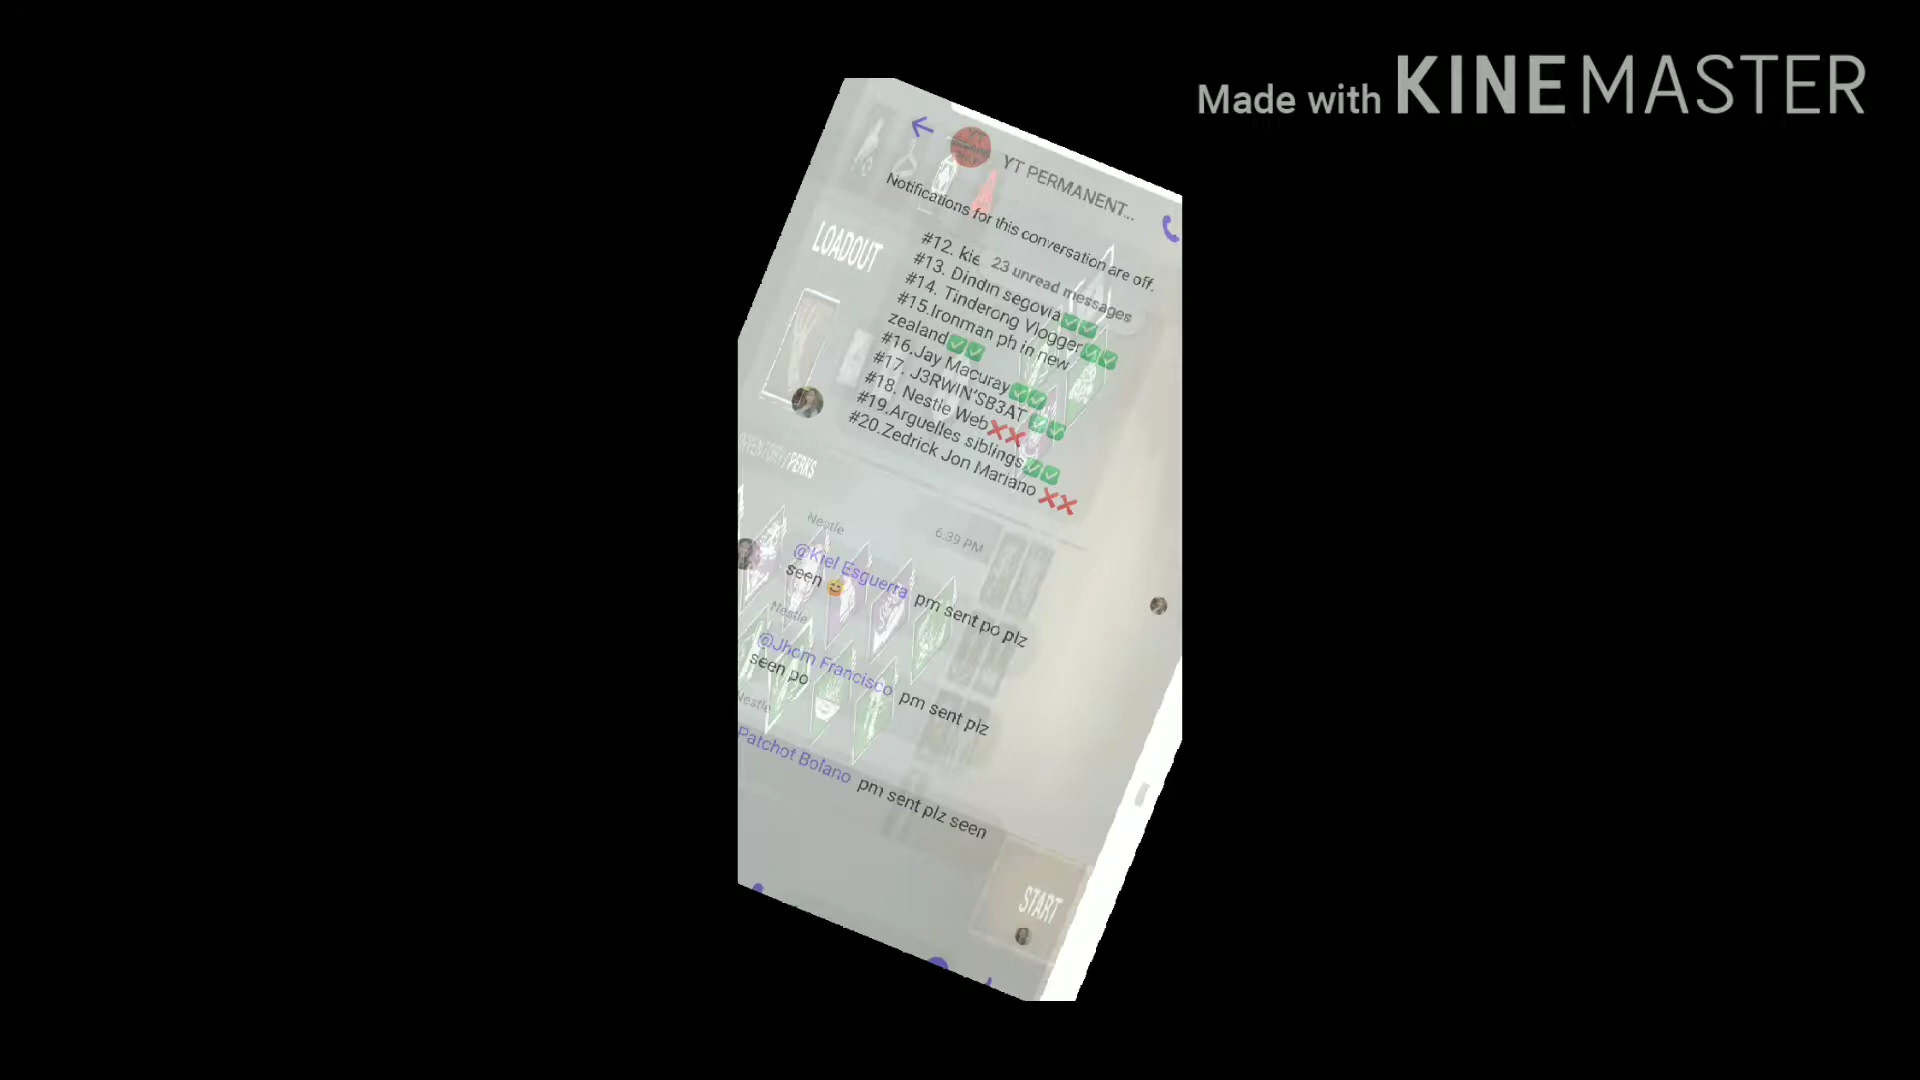 Made with KINEMASTER
YT PERMANENT...
Notifications for this conversation are off.
23 unread messages
#12. kie
#13. Dindin segovia✅✅
#14. Tinderong Vlogger✅✅
#15.Ironman ph in new
zealand✅✅
#16.Jay Macuray✅✅
#17. J3RWIN'SB3AT ✅✅
#18. Nestle Web❌❌
#19.Arguelles siblings✅✅
#20.Zedrick Jon Mariano ❌❌
LOADOUT
PERKS
Nestle
6:39 PM
@Kiel Esguerra pm sent po plz
seen 😊
Nestle
@Jhom Francisco pm sent plz
seen po
Nestle
Patchot Bolano pm sent plz seen
START